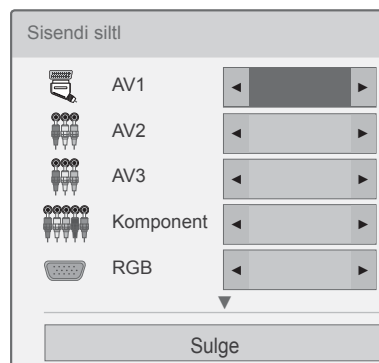 Sisendi siltl
AV1
AV2
AV3
Komponent
RGB
Sulge